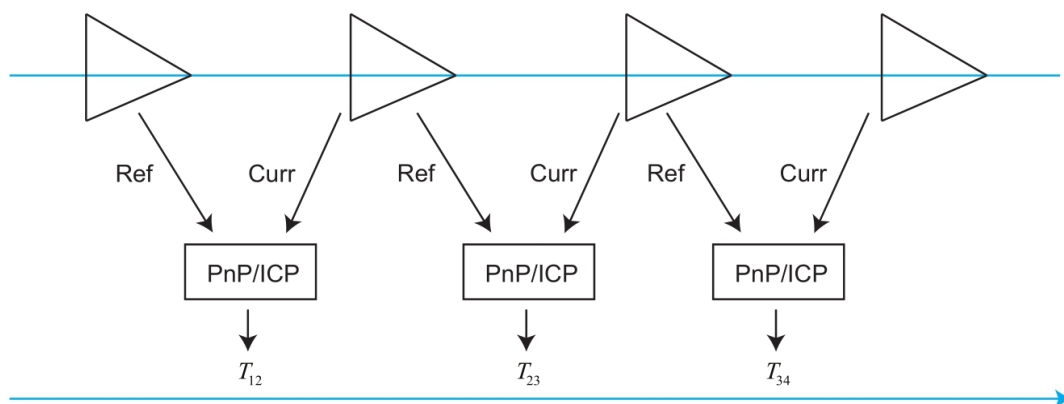 Ref Curr Ref Curr Ref Curr
PnP/ICP PnP/ICP PnP/ICP
T12 T23 T34